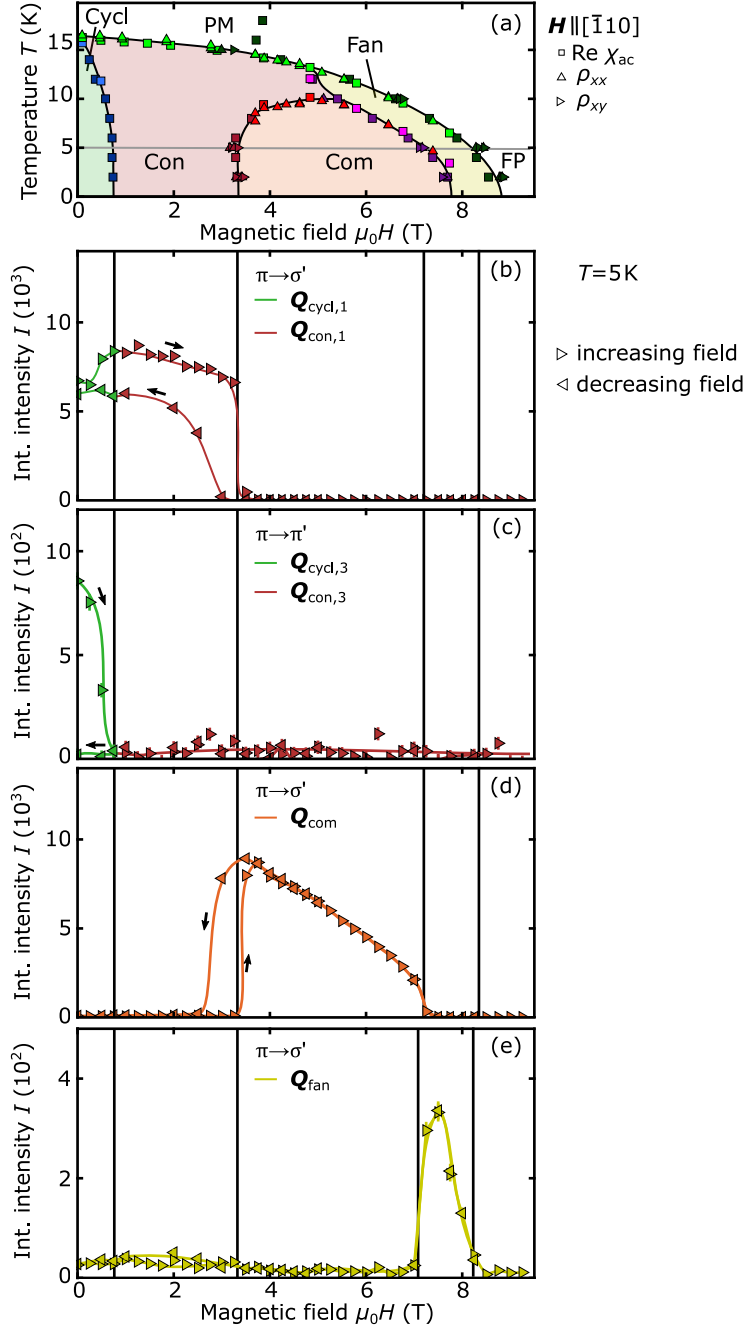 (a)
Cycl
PM
Fan
Con
Com
FP
Temperature T (K)
15
10
5
0
0
2
4
6
8
Magnetic field μ₀H (T)
H∥[1̅10]
Re χac
ρxx
ρxy
(b)
π→σ'
Qcycl,1
Qcon,1
Int. intensity I (10³)
10
5
0
T=5K
increasing field
decreasing field
(c)
π→π'
Qcycl,3
Qcon,3
Int. intensity I (10²)
10
5
0
(d)
π→σ'
Qcom
Int. intensity I (10³)
10
5
0
(e)
π→σ'
Qfan
Int. intensity I (10²)
4
2
0
0
2
4
6
8
Magnetic field μ₀H (T)